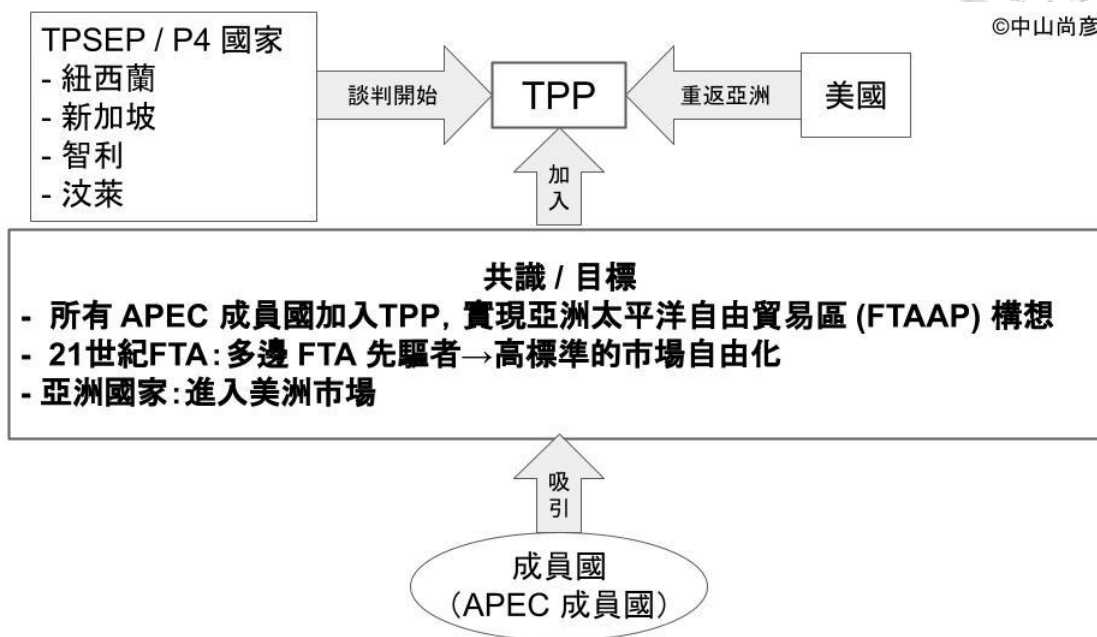 ©中山尚彦
TPSEP / P4 國家
- 紐西蘭
- 新加坡
- 智利
- 汶萊
談判開始
TPP
重返亞洲
美國
加
入
共識 / 目標
- 所有 APEC 成員國加入TPP, 實現亞洲太平洋自由貿易區 (FTAAP) 構想
- 21世紀FTA：多邊 FTA 先驅者→高標準的市場自由化
- 亞洲國家：進入美洲市場
吸
引
成員國
（APEC 成員國）